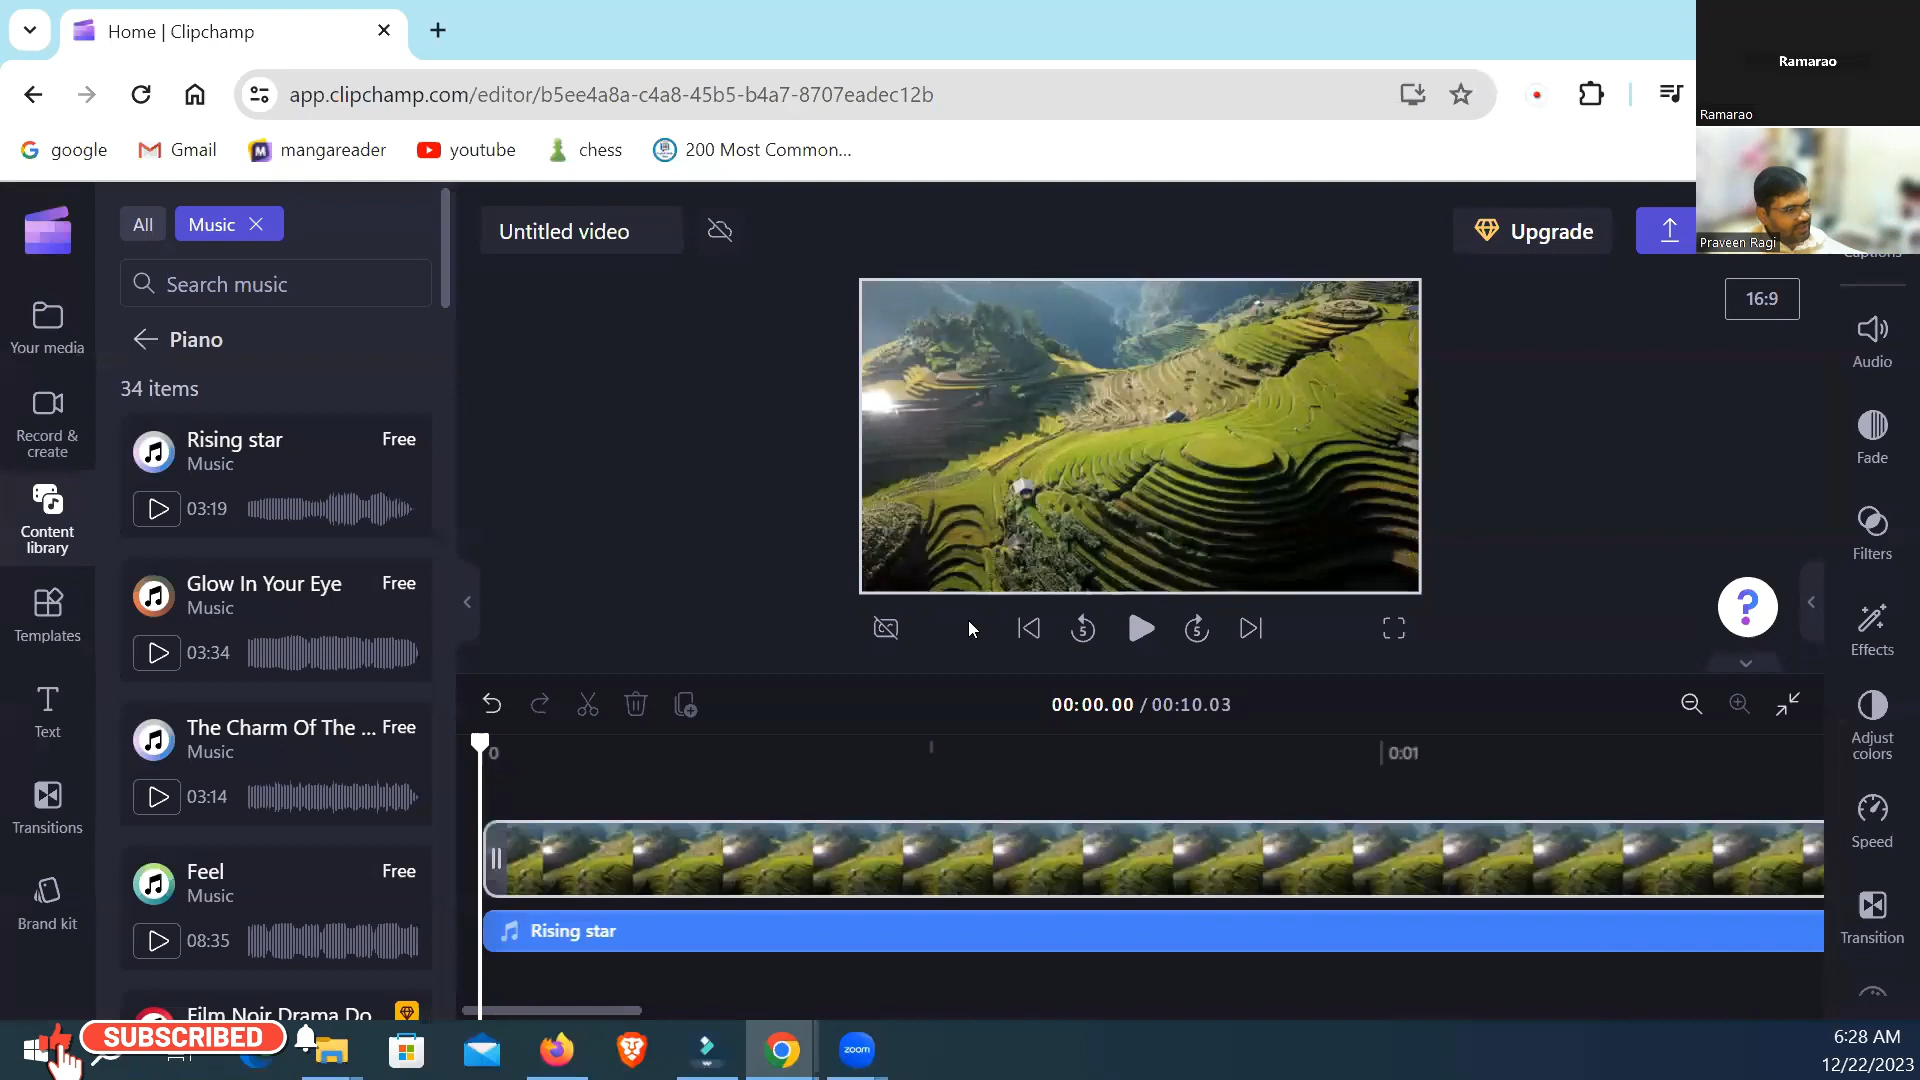 Home | Clipchamp
app.clipchamp.com/editor/b5ee4a8a-c4a8-45b5-b4a7-8707eadec12b
google
Gmail
mangareader
youtube
chess
200 Most Common...
Ramarao
Ramarao
Praveen Ragi
All
Music
Search music
Piano
34 items
Rising star
Free
Music
03:19
Glow In Your Eye
Free
Music
03:34
The Charm Of The ...
Free
Music
03:14
Feel
Free
Music
08:35
Film Noir Drama Do
Your media
Record &
create
Content
library
Templates
Text
Transitions
Brand kit
Untitled video
Upgrade
16:9
5
5
?
00:00.00 / 00:10.03
0
0:01
Rising star
Captions
Audio
Fade
Filters
Effects
Adjust
colors
Speed
Transition
SUBSCRIBED
zoom
6:28 AM
12/22/2023